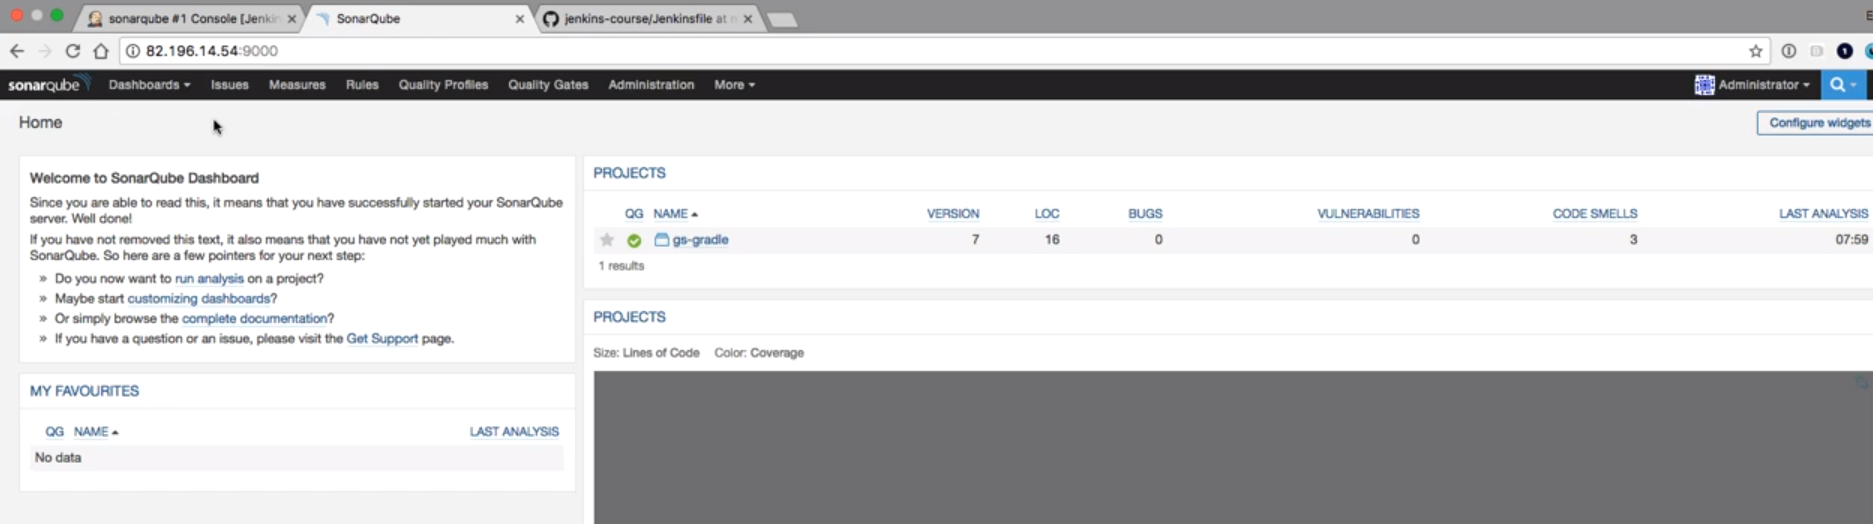 sonarqube #1 Console [Jenkin
SonarQube
jenkins-course/Jenkinsfile at
82.196.14.54:9000
sonarqube Dashboards Issues Measures Rules Quality Profiles Quality Gates Administration More Administrator
Home
Configure widgets
Welcome to SonarQube Dashboard
Since you are able to read this, it means that you have successfully started your SonarQube
server. Well done!
If you have not removed this text, it also means that you have not yet played much with
SonarQube. So here are a few pointers for your next step:
» Do you now want to run analysis on a project?
» Maybe start customizing dashboards?
» Or simply browse the complete documentation?
» If you have a question or an issue, please visit the Get Support page.
MY FAVOURITES
QG NAME LAST ANALYSIS
No data
PROJECTS
QG NAME VERSION LOC BUGS VULNERABILITIES CODE SMELLS LAST ANALYSIS
gs-gradle 7 16 0 0 3 07:59
1 results
PROJECTS
Size: Lines of Code Color: Coverage